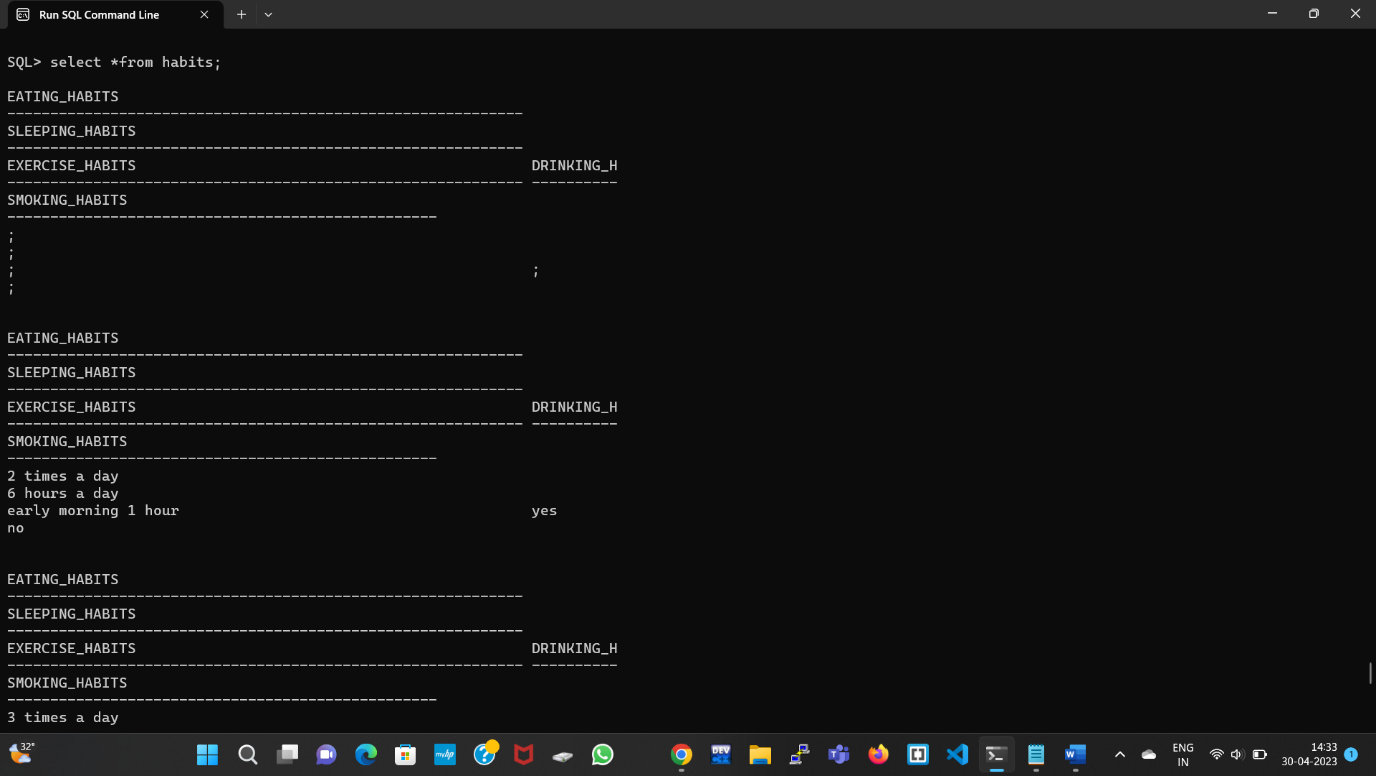 Run SQL Command Line
SQL> select *from habits;
EATING_HABITS
------------------------------------------------------------
SLEEPING_HABITS
------------------------------------------------------------
EXERCISE_HABITS DRINKING_H
------------------------------------------------------------ ----------
SMOKING_HABITS
--------------------------------------------------
;
;
; ;
;
EATING_HABITS
------------------------------------------------------------
SLEEPING_HABITS
------------------------------------------------------------
EXERCISE_HABITS DRINKING_H
------------------------------------------------------------ ----------
SMOKING_HABITS
--------------------------------------------------
2 times a day
6 hours a day
early morning 1 hour yes
no
EATING_HABITS
------------------------------------------------------------
SLEEPING_HABITS
------------------------------------------------------------
EXERCISE_HABITS DRINKING_H
------------------------------------------------------------ ----------
SMOKING_HABITS
--------------------------------------------------
3 times a day
32° ENG 14:33
IN 30-04-2023 1